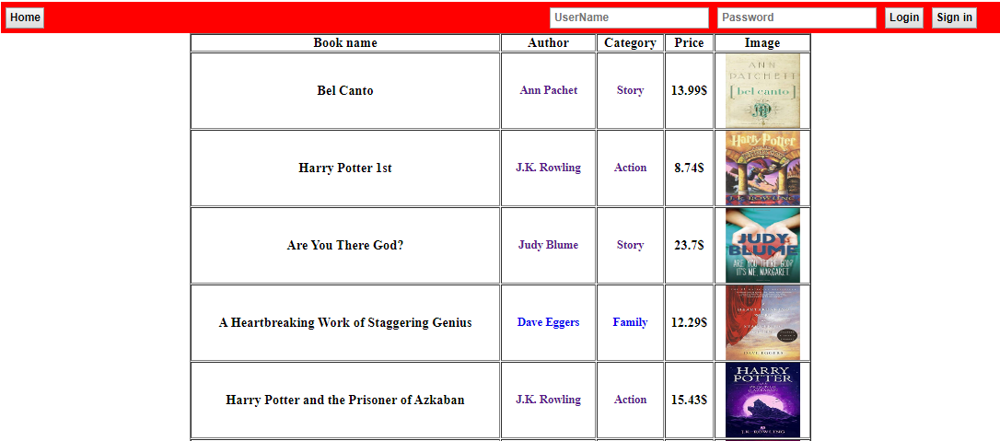 Home UserName Password Login Sign in
Book name Author Category Price Image
Bel Canto Ann Pachet Story 13.99$
ANN
PATCHETT
[bel canto]
Harry Potter 1st J.K. Rowling Action 8.74$
Harry Potter
J.K. ROWLING
Are You There God? Judy Blume Story 23.7$
JUDY
BLUME
ARE YOU THERE GOD?
IT'S ME, MARGARET
A Heartbreaking Work of Staggering Genius Dave Eggers Family 12.29$
DAVE EGGERS
Harry Potter and the Prisoner of Azkaban J.K. Rowling Action 15.43$
HARRY
POTTER
PRISONER
OF AZKABAN
J.K. ROWLING